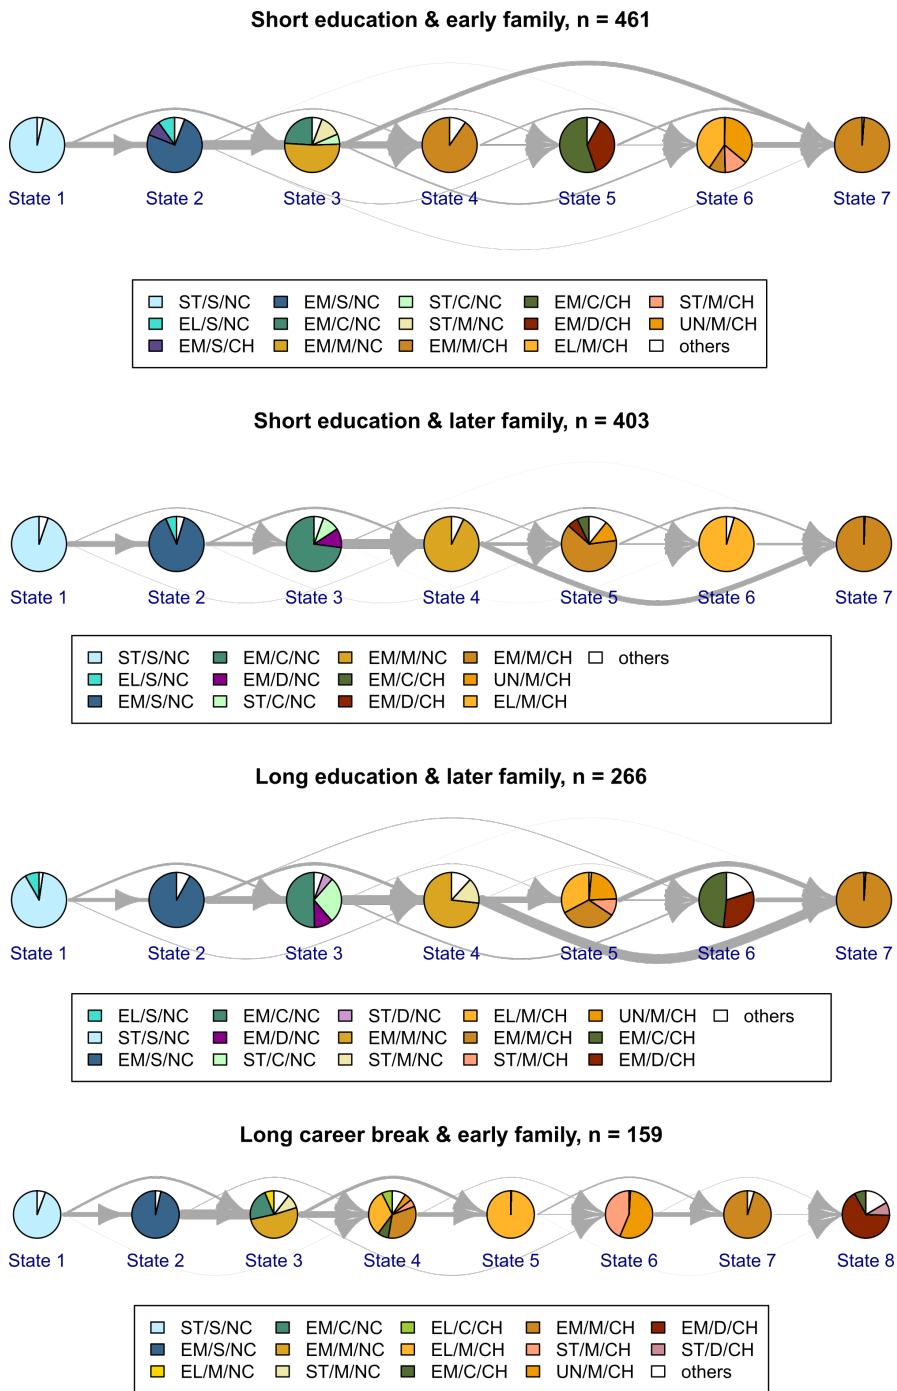 Short education & early family, n = 461
State 1 State 2 State 3 State 4 State 5 State 6 State 7
ST/S/NC EM/S/NC ST/C/NC EM/C/CH ST/M/CH
EL/S/NC EM/C/NC ST/M/NC EM/D/CH UN/M/CH
EM/S/CH EM/M/NC EM/M/CH EL/M/CH others
Short education & later family, n = 403
State 1 State 2 State 3 State 4 State 5 State 6 State 7
ST/S/NC EM/C/NC EM/M/NC EM/M/CH others
EL/S/NC EM/D/NC EM/C/CH UN/M/CH
EM/S/NC ST/C/NC EM/D/CH EL/M/CH
Long education & later family, n = 266
State 1 State 2 State 3 State 4 State 5 State 6 State 7
EL/S/NC EM/C/NC ST/D/NC EL/M/CH UN/M/CH others
ST/S/NC EM/D/NC EM/M/NC EM/M/CH EM/C/CH
EM/S/NC ST/C/NC ST/M/NC ST/M/CH EM/D/CH
Long career break & early family, n = 159
State 1 State 2 State 3 State 4 State 5 State 6 State 7 State 8
ST/S/NC EM/C/NC EL/C/CH EM/M/CH EM/D/CH
EM/S/NC EM/M/NC EL/M/CH ST/M/CH ST/D/CH
EL/M/NC ST/M/NC EM/C/CH UN/M/CH others